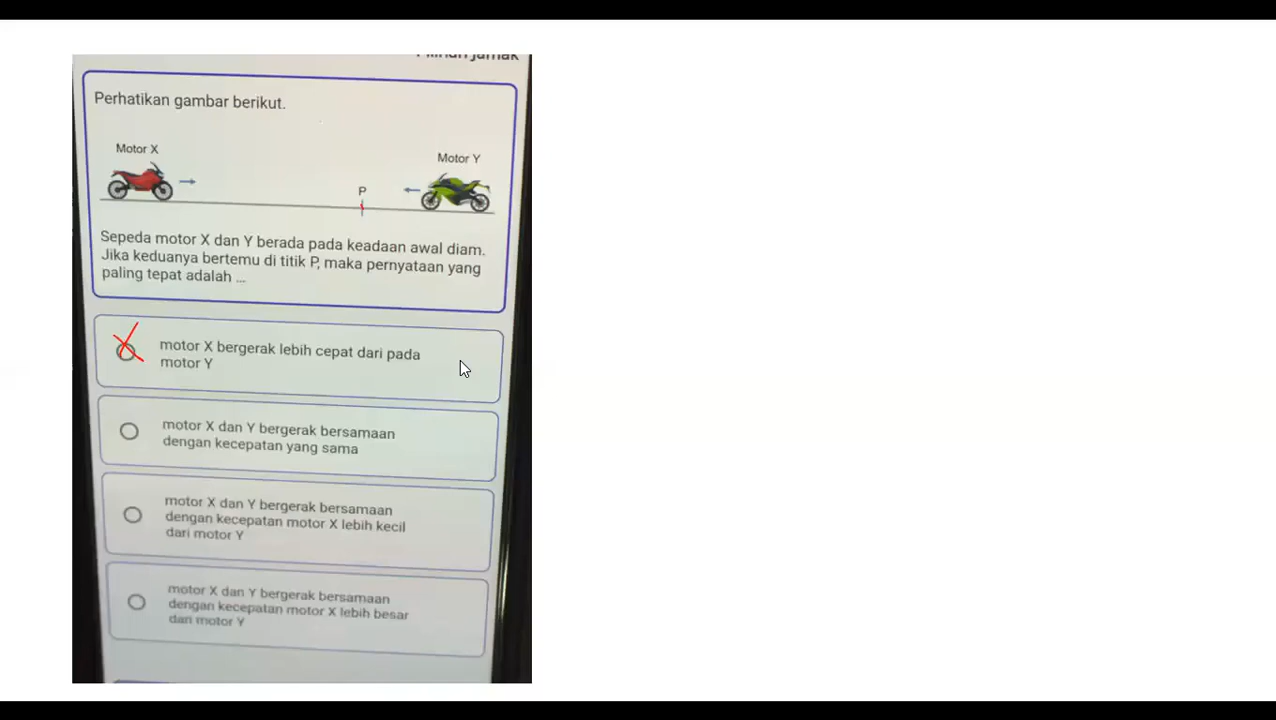 Perhatikan gambar berikut.
Motor X
Motor Y
P
Sepeda motor X dan Y berada pada keadaan awal diam.
Jika keduanya bertemu di titik P, maka pernyataan yang
paling tepat adalah ...
motor X bergerak lebih cepat dari pada
motor Y
motor X dan Y bergerak bersamaan
dengan kecepatan yang sama
motor X dan Y bergerak bersamaan
dengan kecepatan motor X lebih kecil
dari motor Y
motor X dan Y bergerak bersamaan
dengan kecepatan motor X lebih besar
dari motor Y